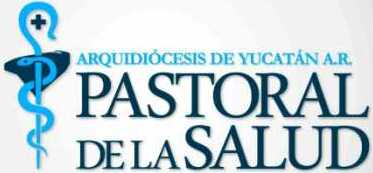 ARQUIDIÓCESIS DE YUCATÁN A.R.
PASTORAL
DE LA SALUD